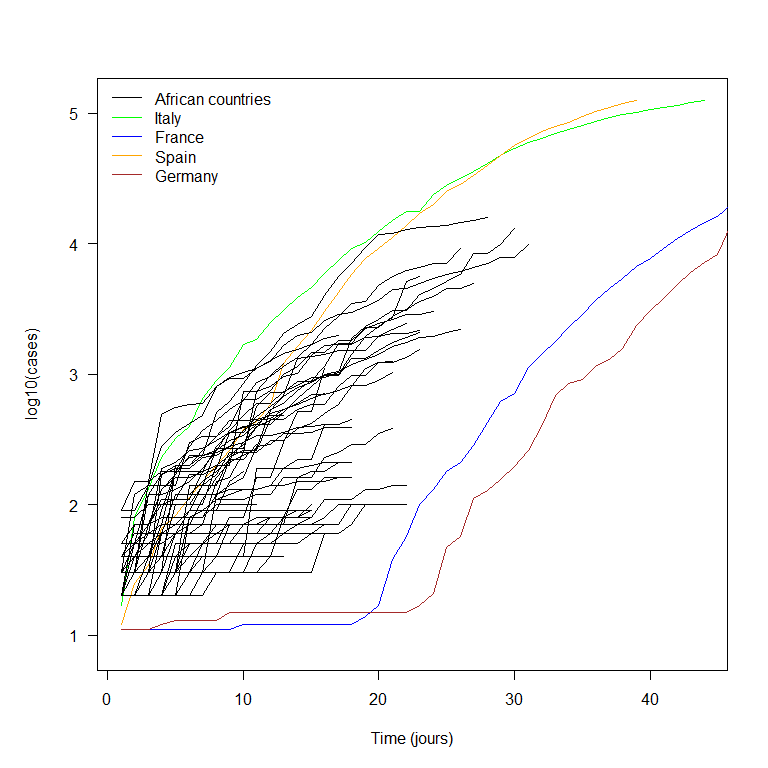 African countries
Italy
France
Spain
Germany
5
4
3
2
1
log10(cases)
0 10 20 30 40
Time (jours)